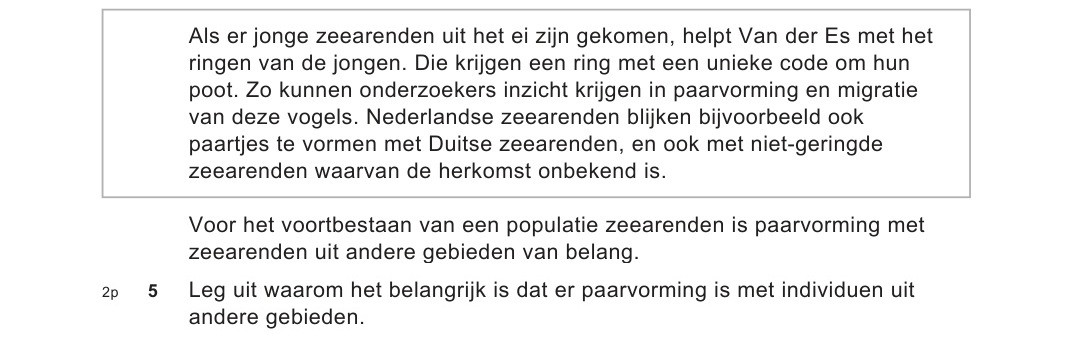 Als er jonge zeearenden uit het ei zijn gekomen, helpt Van der Es met het
ringen van de jongen. Die krijgen een ring met een unieke code om hun
poot. Zo kunnen onderzoekers inzicht krijgen in paarvorming en migratie
van deze vogels. Nederlandse zeearenden blijken bijvoorbeeld ook
paartjes te vormen met Duitse zeearenden, en ook met niet-geringde
zeearenden waarvan de herkomst onbekend is.
Voor het voortbestaan van een populatie zeearenden is paarvorming met
zeearenden uit andere gebieden van belang.
2p 5 Leg uit waarom het belangrijk is dat er paarvorming is met individuen uit
andere gebieden.